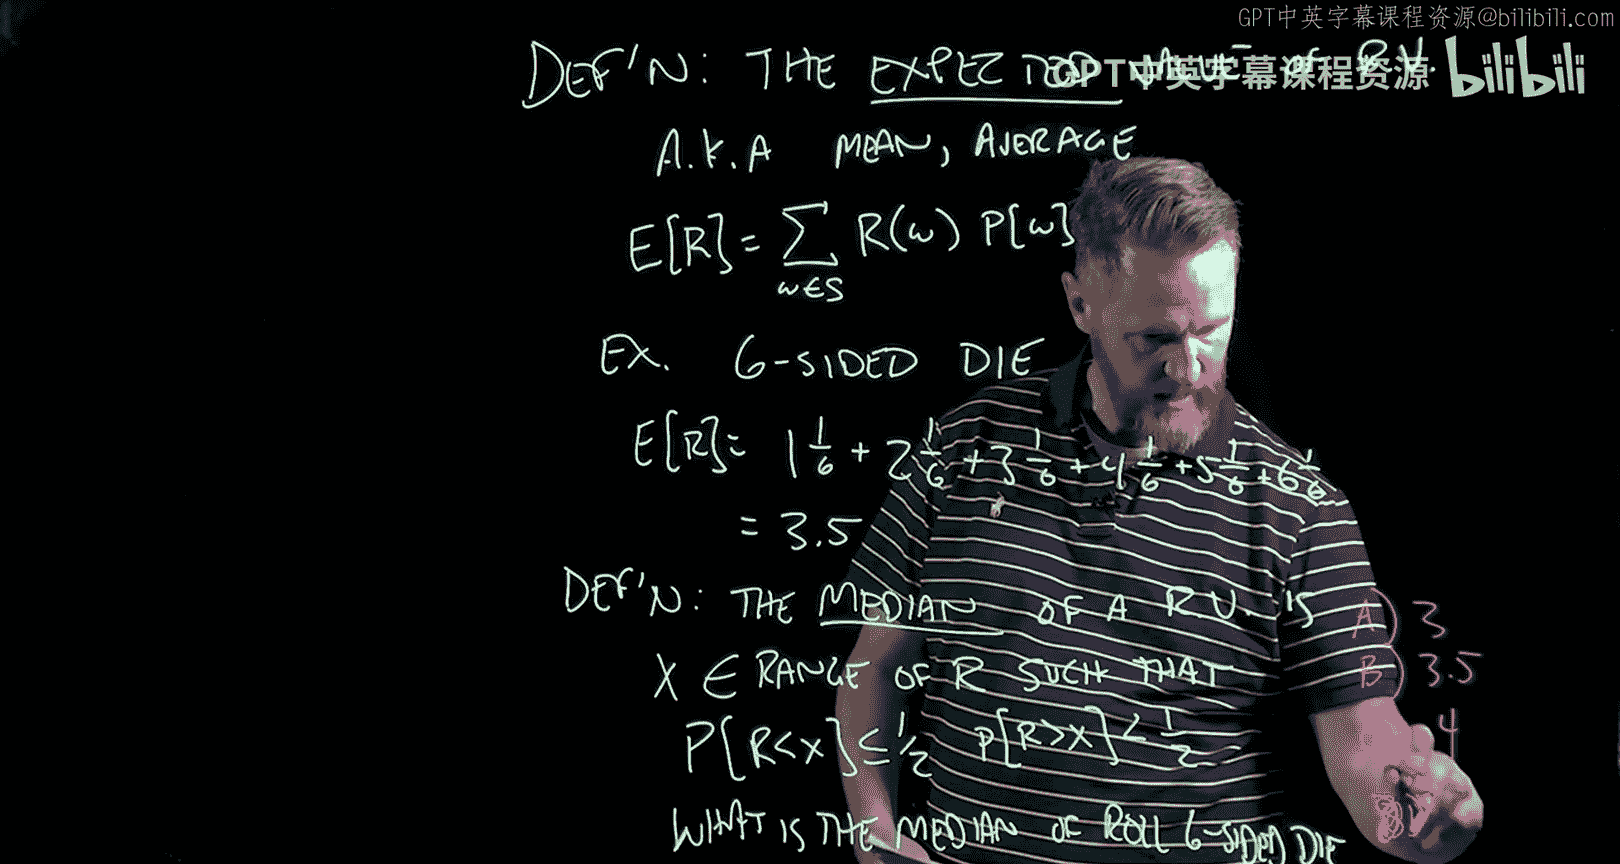 GPT中英字幕课程资源@bilibili.com
DEF'N: THE EXPECTED OF R.V.
GPT中英字幕课程资源 bilibili
A.K.A MEAN, AVERAGE
E[R] = ∑ R(ω) P[ω]
ω∈S
EX. 6-SIDED DIE
E[R] = 1 1/6 + 2 1/6 + 3 1/6 + 4 1/6 + 5 1/6 + 6 1/6
= 3.5
DEF'N: THE MEDIAN OF A R.V. IS
X ∈ RANGE OF R SUCH THAT
P[R<X] ≤ 1/2 P[R>X] < 1/2
WHAT IS THE MEDIAN OF ROLL 6-SIDED DIE
A) 3
B) 3.5
4